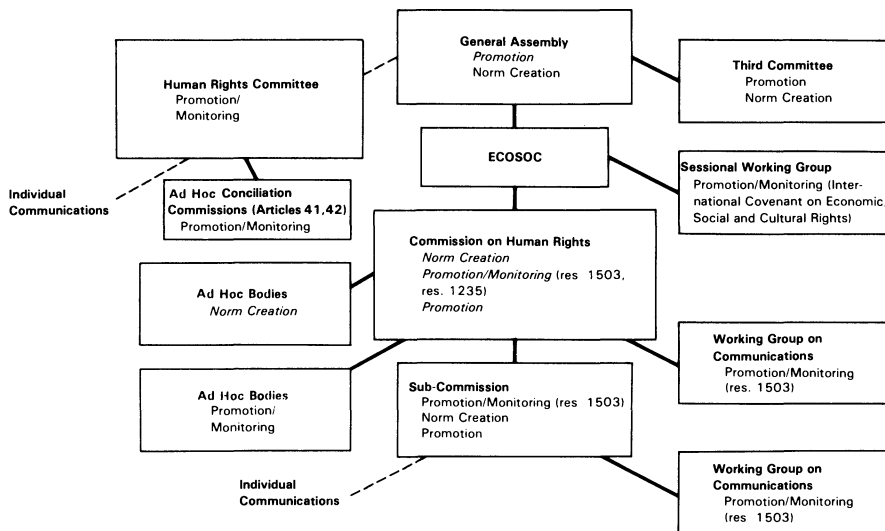 General Assembly
Promotion
Norm Creation
Human Rights Committee
Promotion/
Monitoring
Third Committee
Promotion
Norm Creation
ECOSOC
Sessional Working Group
Promotion/Monitoring (Inter-
national Covenant on Economic,
Social and Cultural Rights)
Individual
Communications
Ad Hoc Conciliation
Commissions (Articles 41,42)
Promotion/Monitoring
Commission on Human Rights
Norm Creation
Promotion/Monitoring (res 1503,
res. 1235)
Promotion
Ad Hoc Bodies
Norm Creation
Working Group on
Communications
Promotion/Monitoring
(res. 1503)
Ad Hoc Bodies
Promotion/
Monitoring
Sub-Commission
Promotion/Monitoring (res 1503)
Norm Creation
Promotion
Individual
Communications
Working Group on
Communications
Promotion/Monitoring
(res 1503)